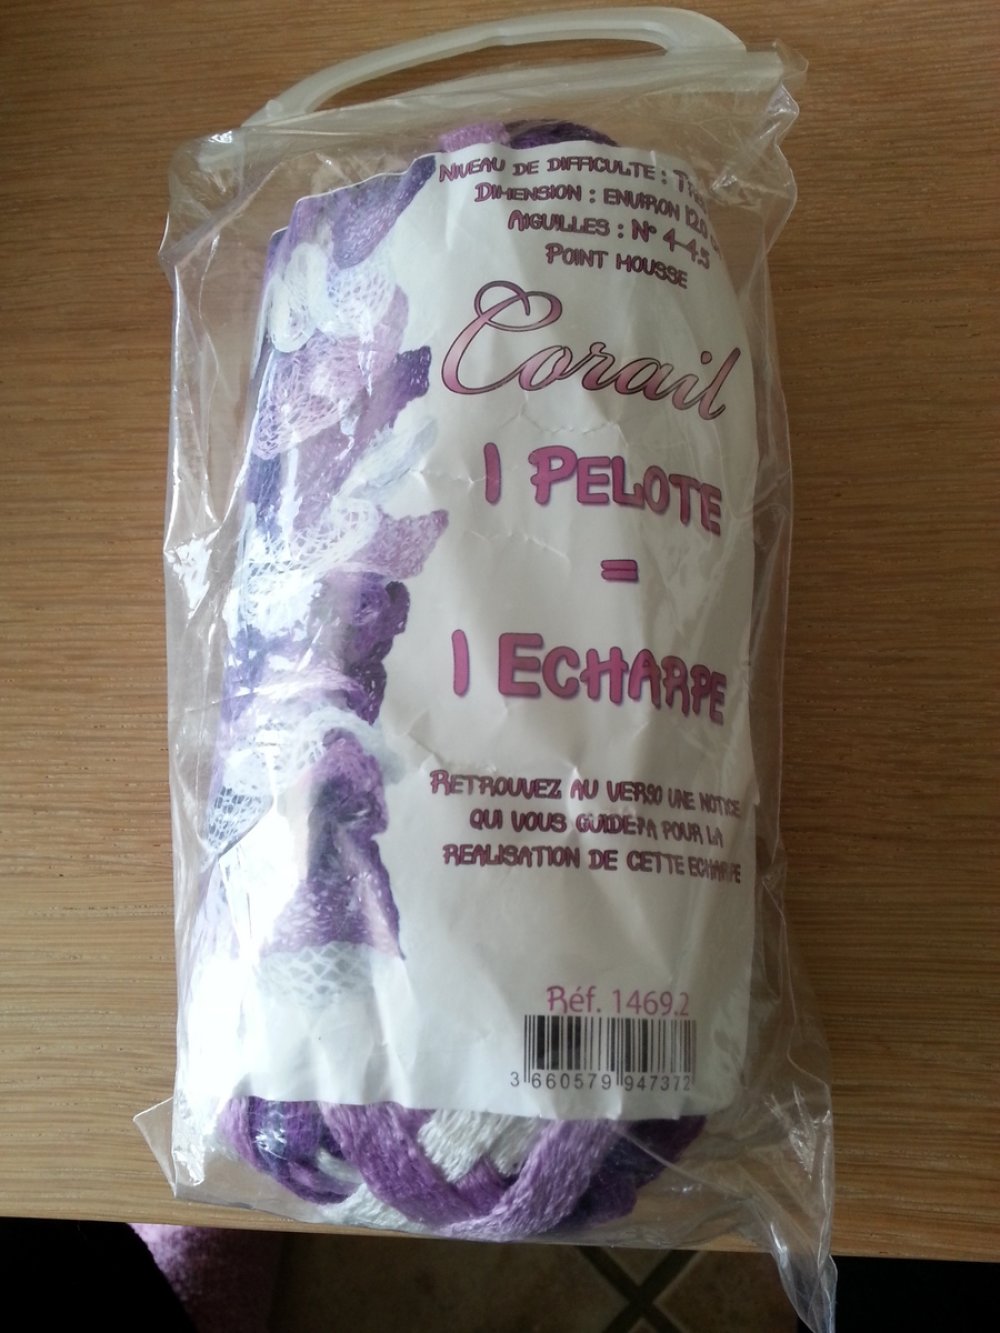 NIVEAU DE DIFFICULTE :
DIMENSION : ENVIRON 120
AIGUILLES : N° 4-4.5
POINT MOUSSE
Corail
1 PELOTE
=
1 ECHARPE
RETROUVEZ AU VERSO UNE NOTICE
QUI VOUS GUIDERA POUR LA
REALISATION DE CETTE ECHARPE
Réf. 1469.2
3 660579 947372